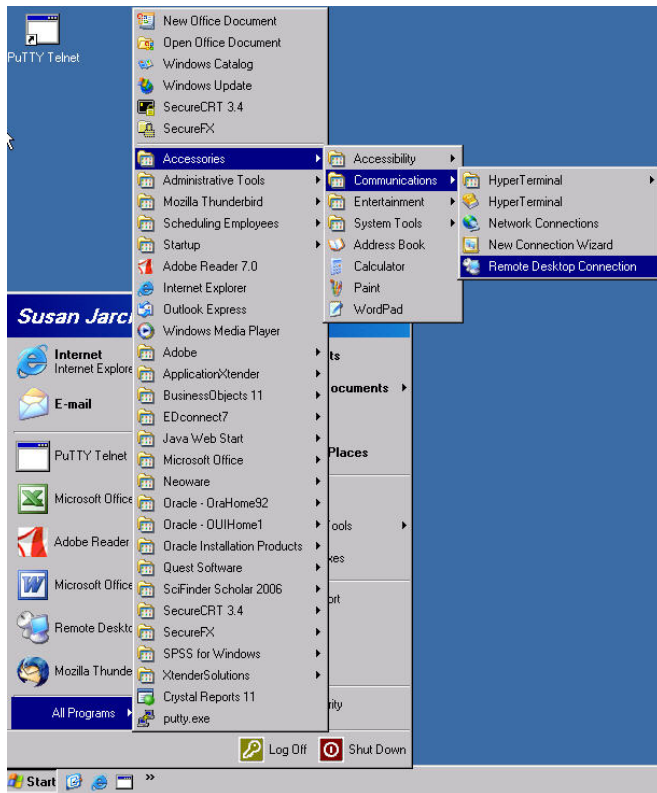 PuTTY Telnet
New Office Document
Open Office Document
Windows Catalog
Windows Update
SecureCRT 3.4
SecureFX
Accessories
Administrative Tools
Mozilla Thunderbird
Scheduling Employees
Startup
Adobe Reader 7.0
Internet Explorer
Outlook Express
Windows Media Player
Adobe
ApplicationXtender
BusinessObjects 11
EDconnect7
Java Web Start
Microsoft Office
Neoware
Oracle - OraHome92
Oracle - OUIHome1
Oracle Installation Products
Quest Software
SciFinder Scholar 2006
SecureCRT 3.4
SecureFX
SPSS for Windows
XtenderSolutions
Crystal Reports 11
putty.exe
Accessibility
Communications
Entertainment
System Tools
Address Book
Calculator
Paint
WordPad
HyperTerminal
HyperTerminal
Network Connections
New Connection Wizard
Remote Desktop Connection
Susan Jarci
Internet
Internet Explore
E-mail
PuTTY Telnet
Microsoft Office
Adobe Reader
Microsoft Office
Remote Deskto
Mozilla Thunde
All Programs
ts
ocuments
Places
ools
xes
ort
rity
Log Off
Shut Down
Start
»